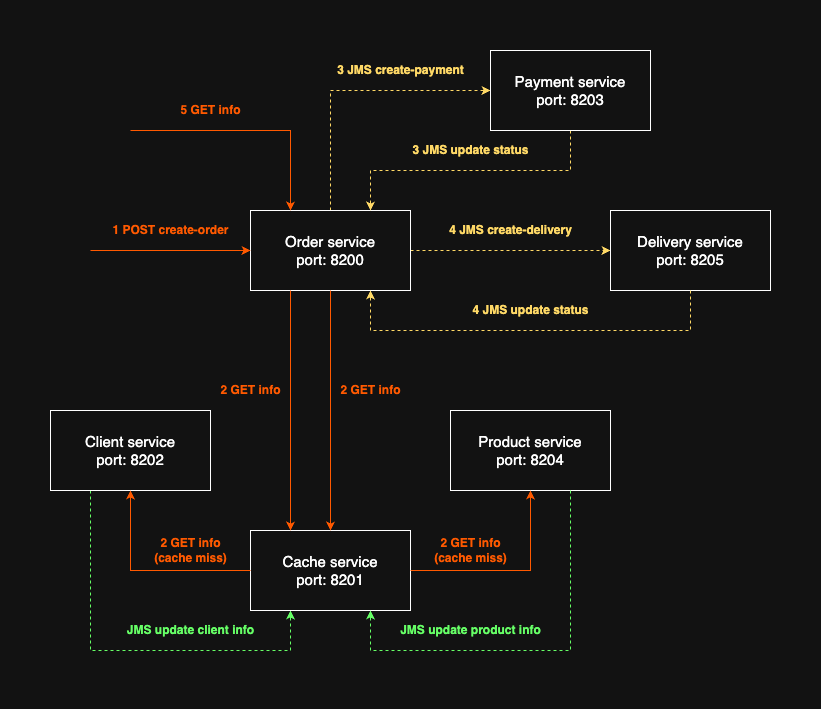 3 JMS create-payment
Payment service
port: 8203
5 GET info
3 JMS update status
1 POST create-order
Order service
port: 8200
4 JMS create-delivery
Delivery service
port: 8205
4 JMS update status
2 GET info
2 GET info
Client service
port: 8202
Product service
port: 8204
2 GET info
(cache miss)
Cache service
port: 8201
2 GET info
(cache miss)
JMS update client info
JMS update product info